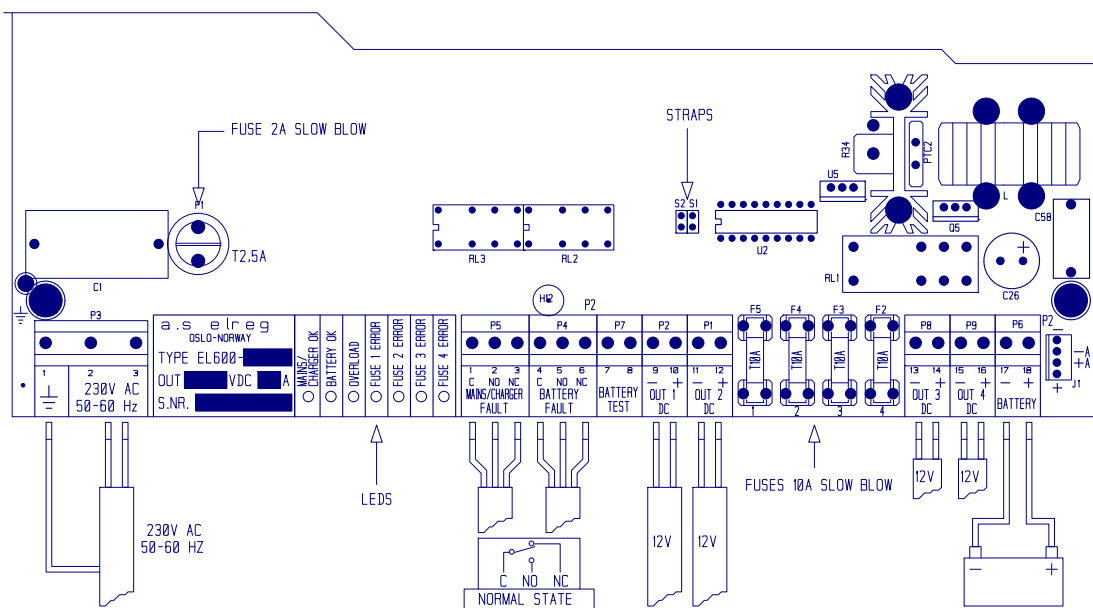 FUSE 2A SLOW BLOW
STRAPS
F1
T2.5A
C1
RL3
RL2
S2 S1
U2
U5
R34
PTC2
L
Q5
C58
RL1
+
C26
H12
P2
P3
1 2 3
230V AC
50-60 Hz
a.s elreg
OSLO-NORWAY
TYPE EL600-
OUT VDC A
S.NR.
MAINS/
CHARGER OK
BATTERY OK
OVERLOAD
FUSE 1 ERROR
FUSE 2 ERROR
FUSE 3 ERROR
FUSE 4 ERROR
P5
1 2 3
C NO NC
MAINS/CHARGER
FAULT
P4
4 5 6
C NO NC
BATTERY
FAULT
P7
7 8
BATTERY
TEST
P2
9 10
- +
OUT 1
DC
P1
11 12
- +
OUT 2
DC
F5
T10A
1
F4
T10A
2
F3
T10A
3
F2
T10A
4
P8
13 14
- +
OUT 3
DC
P9
15 16
- +
OUT 4
DC
P6
17 18
- +
BATTERY
P2
-
-A
+A
J1
+
LEDS
FUSES 10A SLOW BLOW
230V AC
50-60 HZ
C NO NC
NORMAL STATE
12V
12V
12V
12V
- +